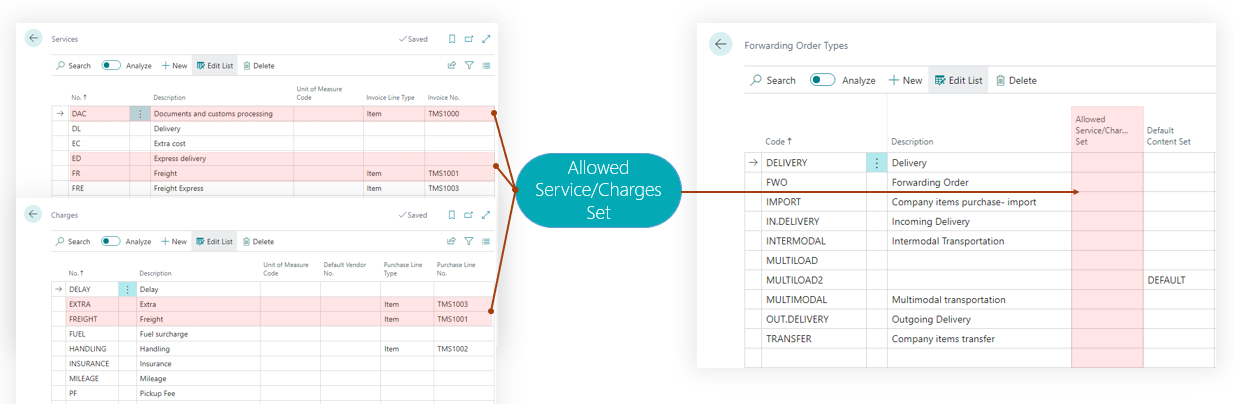 Services
Saved
Search Analyze New Edit List Delete
No. ↑ Description Unit of Measure Code Invoice Line Type Invoice No.
DAC Documents and customs processing Item TMS1000
DL Delivery
EC Extra cost
ED Express delivery
FR Freight Item TMS1001
FRE Freight Express Item TMS1003
Charges
Saved
Search Analyze New Edit List Delete
No. ↑ Description Unit of Measure Code Default Vendor No. Purchase Line Type Purchase Line No.
DELAY Delay
EXTRA Extra Item TMS1003
FREIGHT Freight Item TMS1001
FUEL Fuel surcharge
HANDLING Handling Item TMS1002
INSURANCE Insurance
MILEAGE Mileage
PF Pickup Fee
Allowed
Service/Charges
Set
Forwarding Order Types
Search Analyze New Edit List Delete
Code ↑ Description Allowed Service/Char... Set Default Content Set
DELIVERY Delivery
FWO Forwarding Order
IMPORT Company items purchase- import
IN.DELIVERY Incoming Delivery
INTERMODAL Intermodal Transportation
MULTILOAD
MULTILOAD2 DEFAULT
MULTIMODAL Multimodal transportation
OUT.DELIVERY Outgoing Delivery
TRANSFER Company items transfer